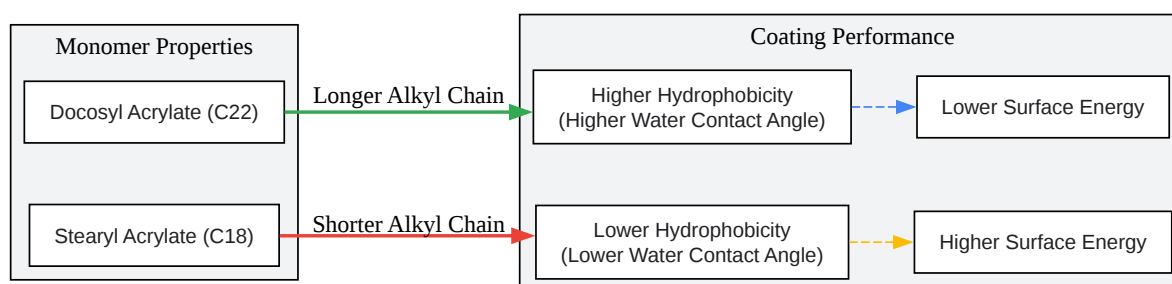 Monomer Properties
Coating Performance
Docosyl Acrylate (C22)
Longer Alkyl Chain
Higher Hydrophobicity
(Higher Water Contact Angle)
Lower Surface Energy
Stearyl Acrylate (C18)
Shorter Alkyl Chain
Lower Hydrophobicity
(Lower Water Contact Angle)
Higher Surface Energy